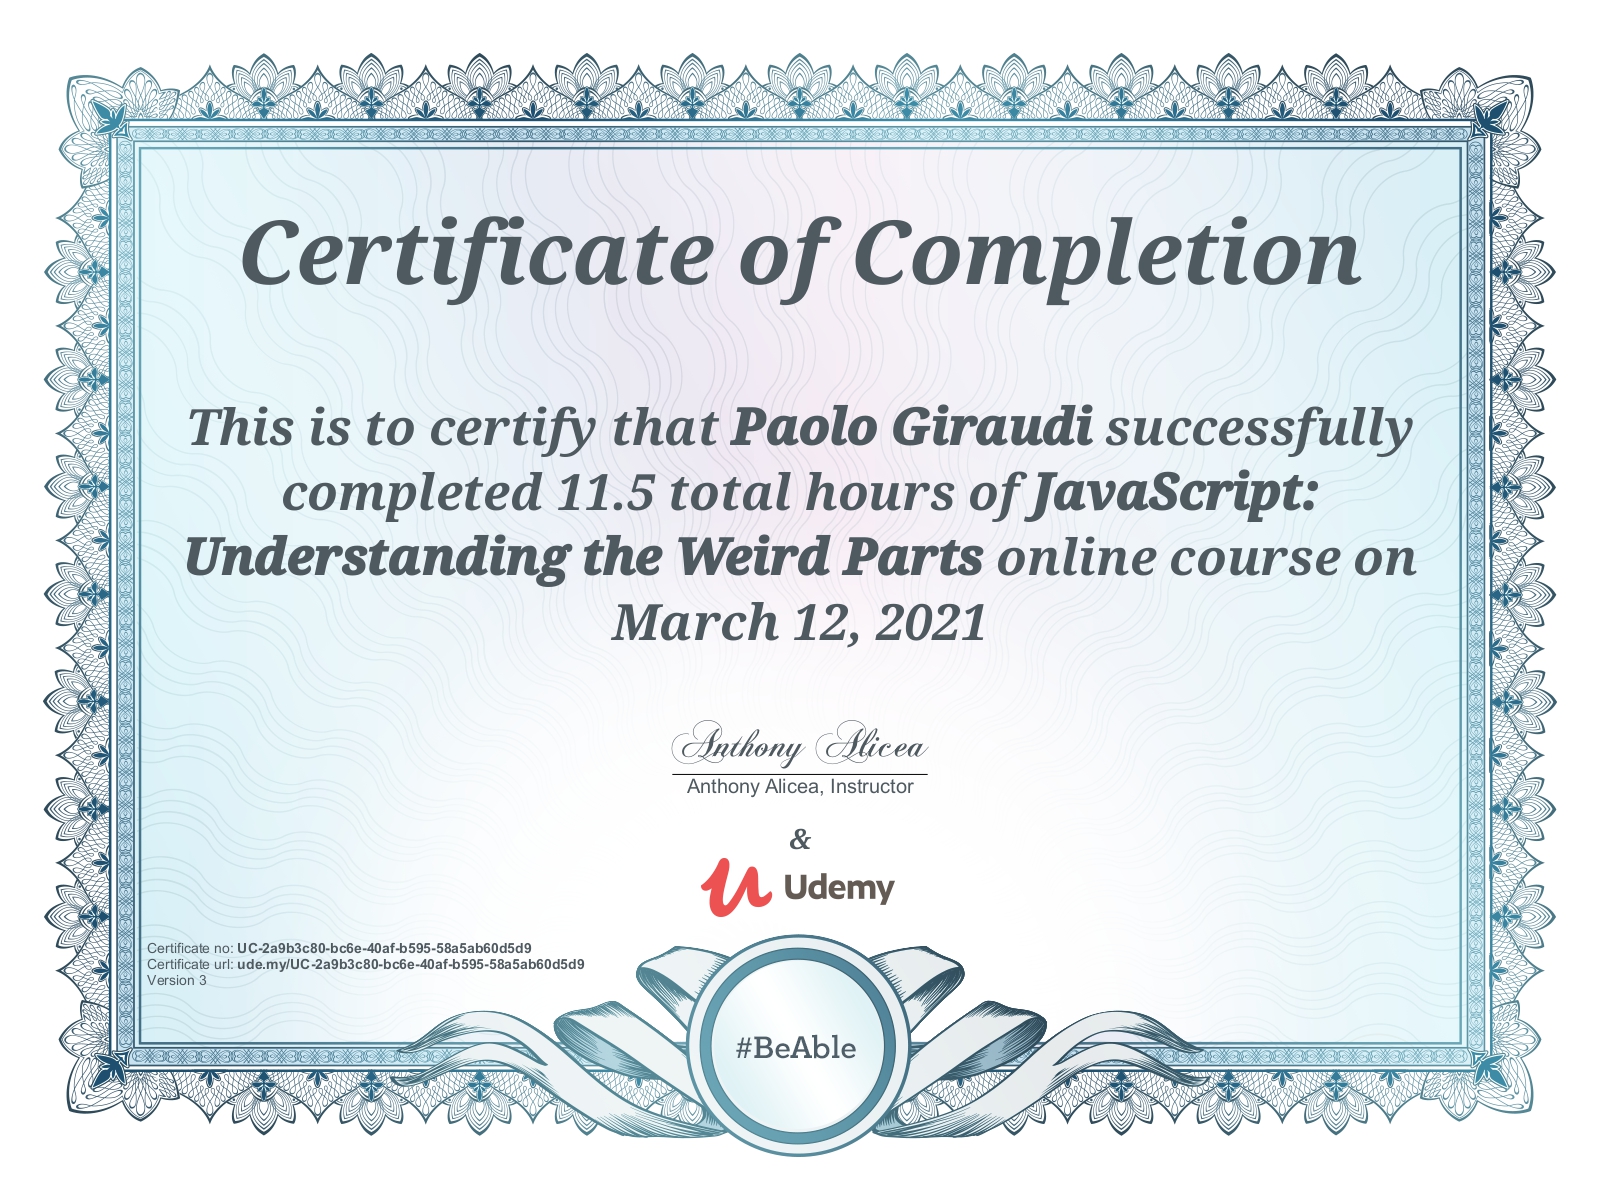 Certificate of Completion
This is to certify that Paolo Giraudi successfully
completed 11.5 total hours of JavaScript:
Understanding the Weird Parts online course on
March 12, 2021
Anthony Alicea
Anthony Alicea, Instructor
&
Udemy
Certificate no: UC-2a9b3c80-bc6e-40af-b595-58a5ab60d5d9
Certificate url: ude.my/UC-2a9b3c80-bc6e-40af-b595-58a5ab60d5d9
Version 3
#BeAble